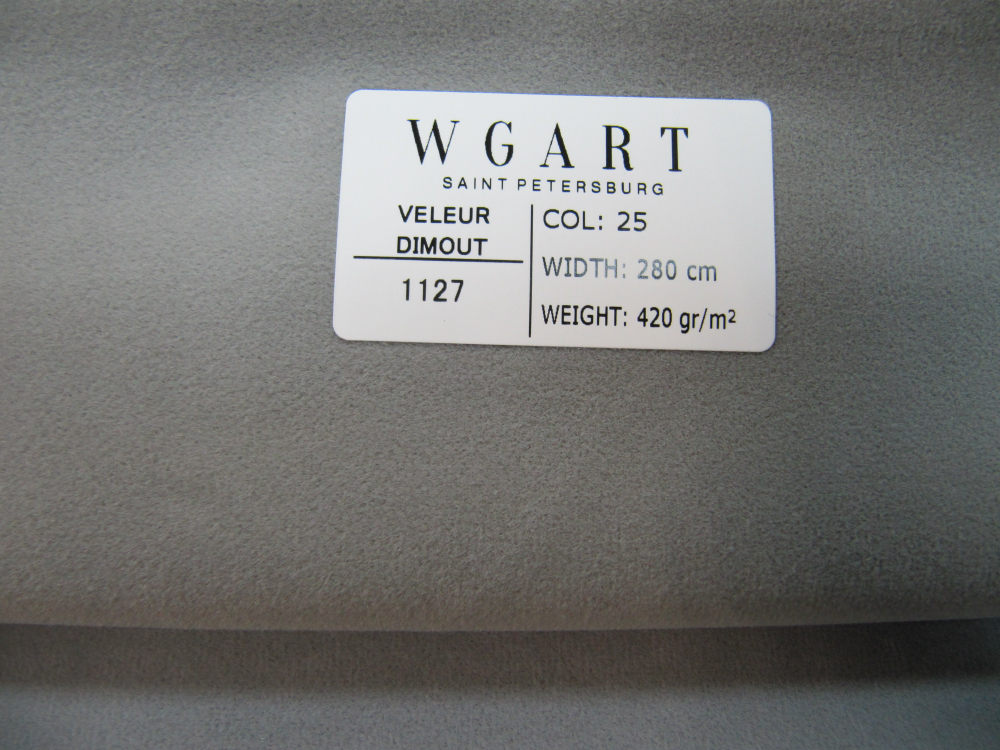 WGART
SAINT PETERSBURG
VELEUR
DIMOUT
1127
COL: 25
WIDTH: 280 cm
WEIGHT: 420 gr/m²